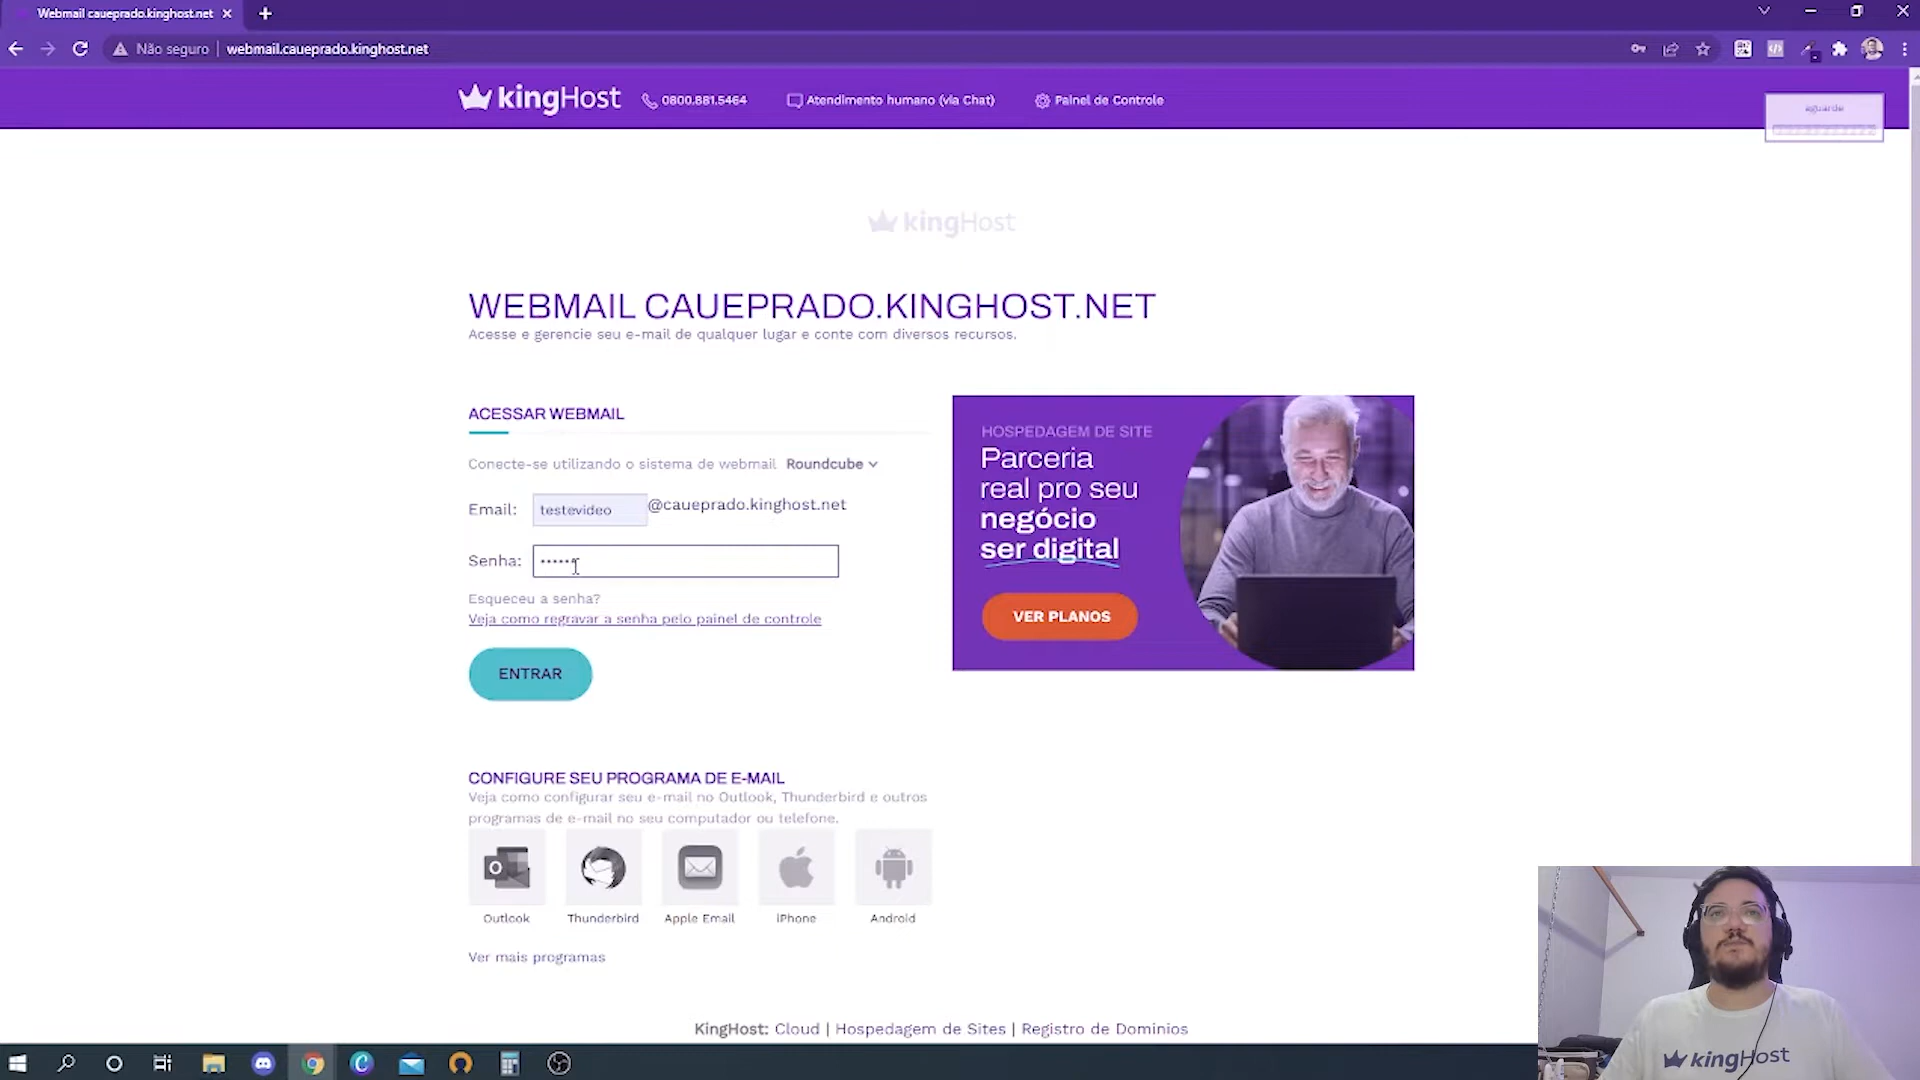 Webmail caueprado.kinghost.net
Não seguro
webmail.caueprado.kinghost.net
kingHost
0800.881.5464
Atendimento humano (via Chat)
Painel de Controle
aguarde
kingHost
WEBMAIL CAUEPRADO.KINGHOST.NET
Acesse e gerencie seu e-mail de qualquer lugar e conte com diversos recursos.
ACESSAR WEBMAIL
Conecte-se utilizando o sistema de webmail Roundcube
Email: testevideo @caueprado.kinghost.net
Senha:
Esqueceu a senha?
Veja como regravar a senha pelo painel de controle
ENTRAR
HOSPEDAGEM DE SITE
Parceria
real pro seu
negócio
ser digital
VER PLANOS
CONFIGURE SEU PROGRAMA DE E-MAIL
Veja como configurar seu e-mail no Outlook, Thunderbird e outros
programas de e-mail no seu computador ou telefone.
Outlook
Thunderbird
Apple Email
iPhone
Android
Ver mais programas
KingHost: Cloud | Hospedagem de Sites | Registro de Dominios
kingHost